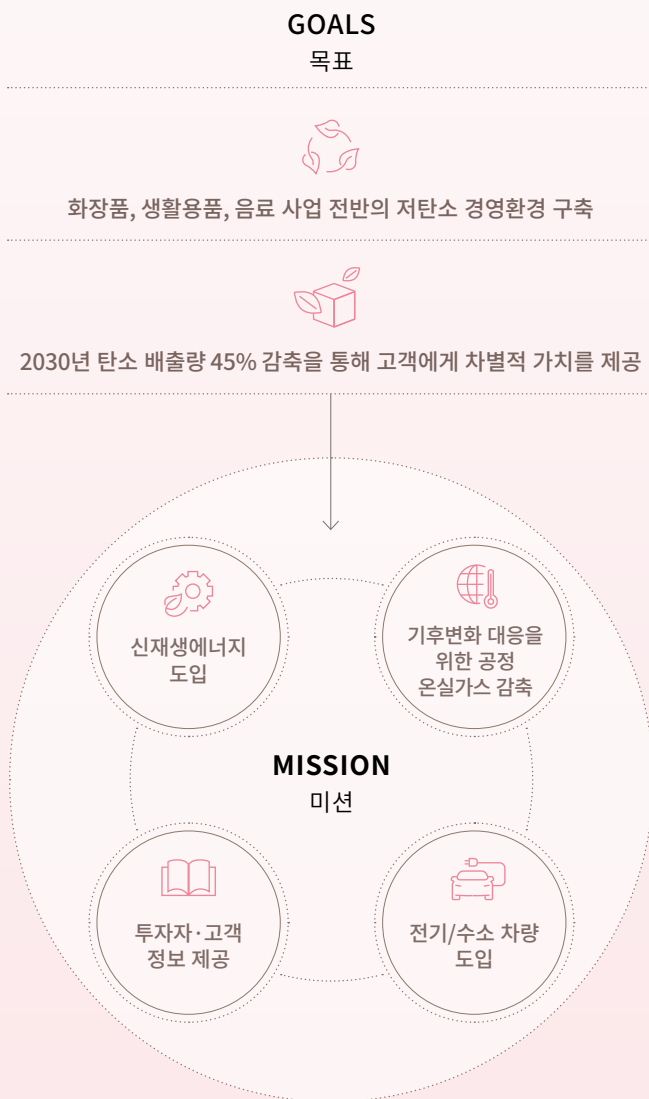 GOALS
목표
화장품, 생활용품, 음료 사업 전반의 저탄소 경영환경 구축
2030년 탄소 배출량 45% 감축을 통해 고객에게 차별적 가치를 제공
신재생에너지
도입
기후변화 대응을
위한 공정
온실가스 감축
MISSION
미션
투자자·고객
정보 제공
전기/수소 차량
도입